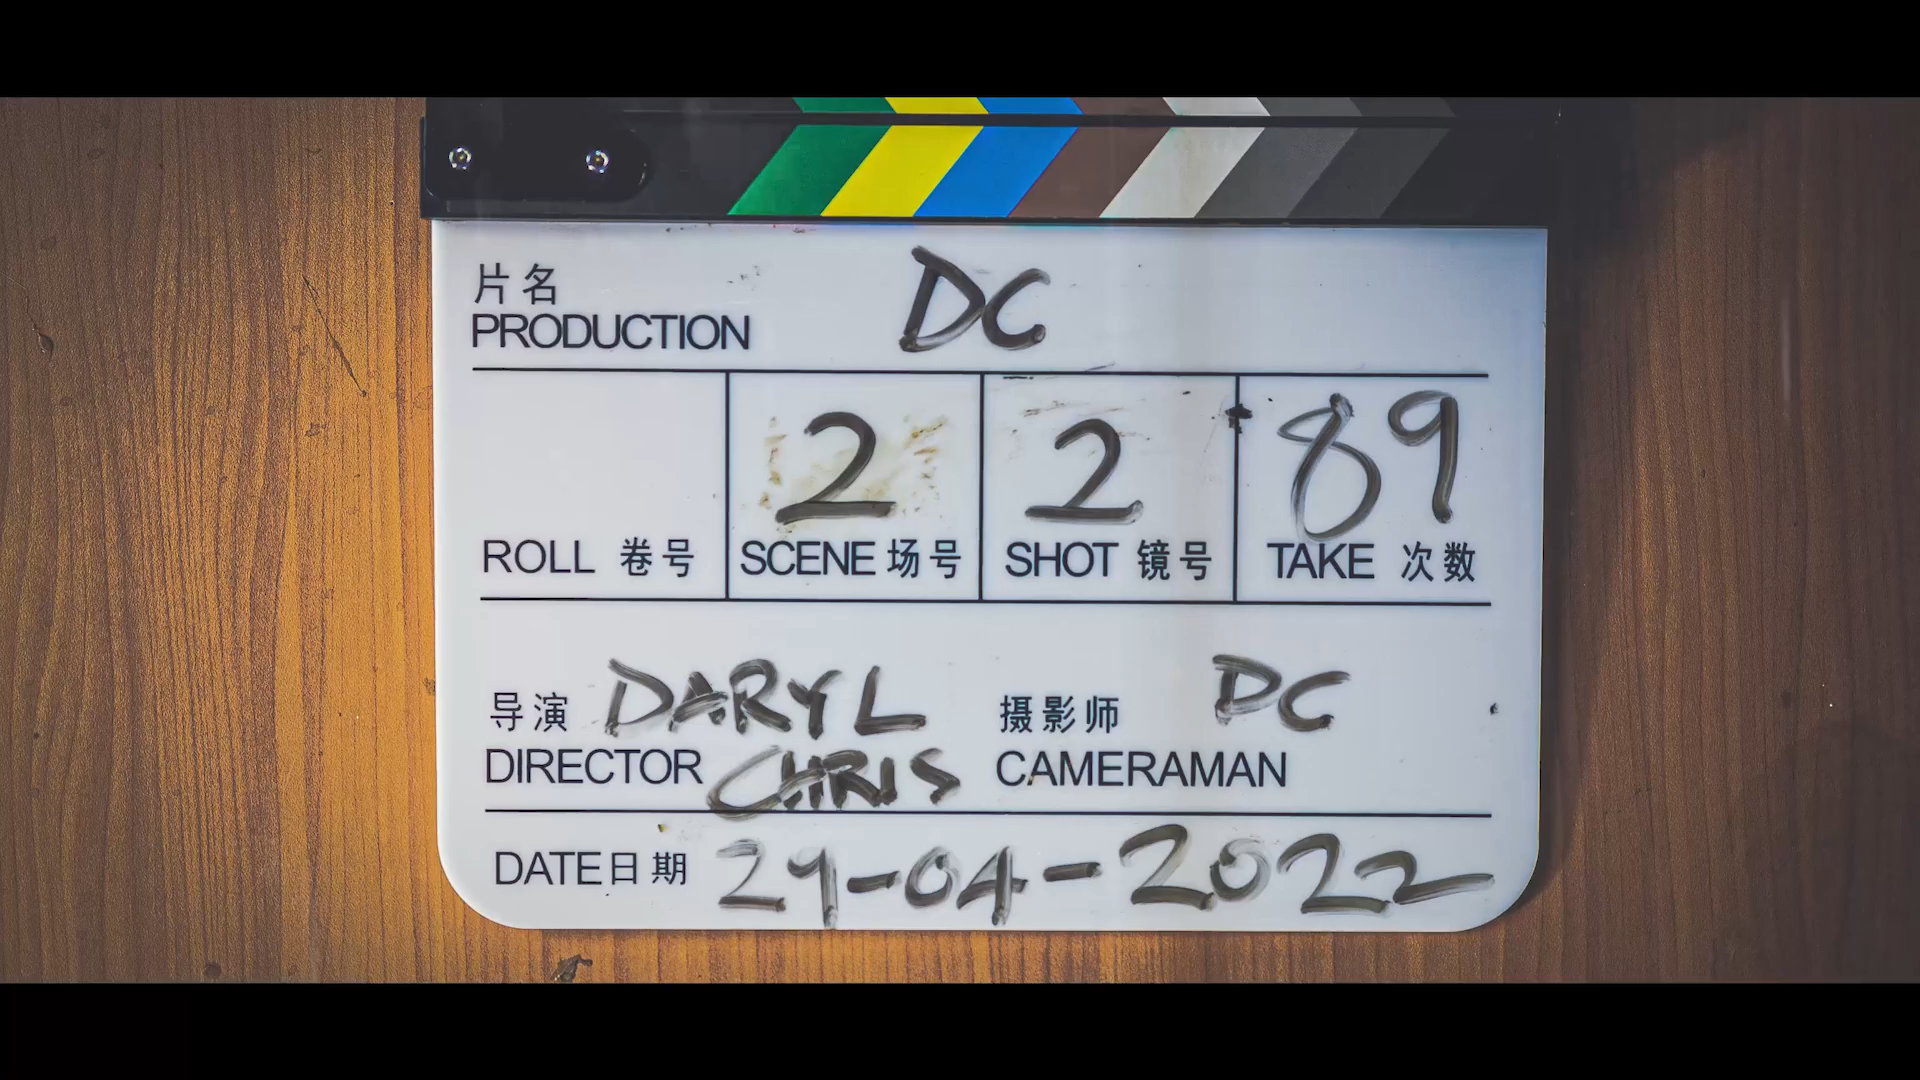 片名
PRODUCTION
DC
2
2
89
ROLL 卷号
SCENE 场号
SHOT 镜号
TAKE 次数
导演
DIRECTOR
DARYL
CHRIS
摄影师
CAMERAMAN
DC
DATE日期
29-04-2022